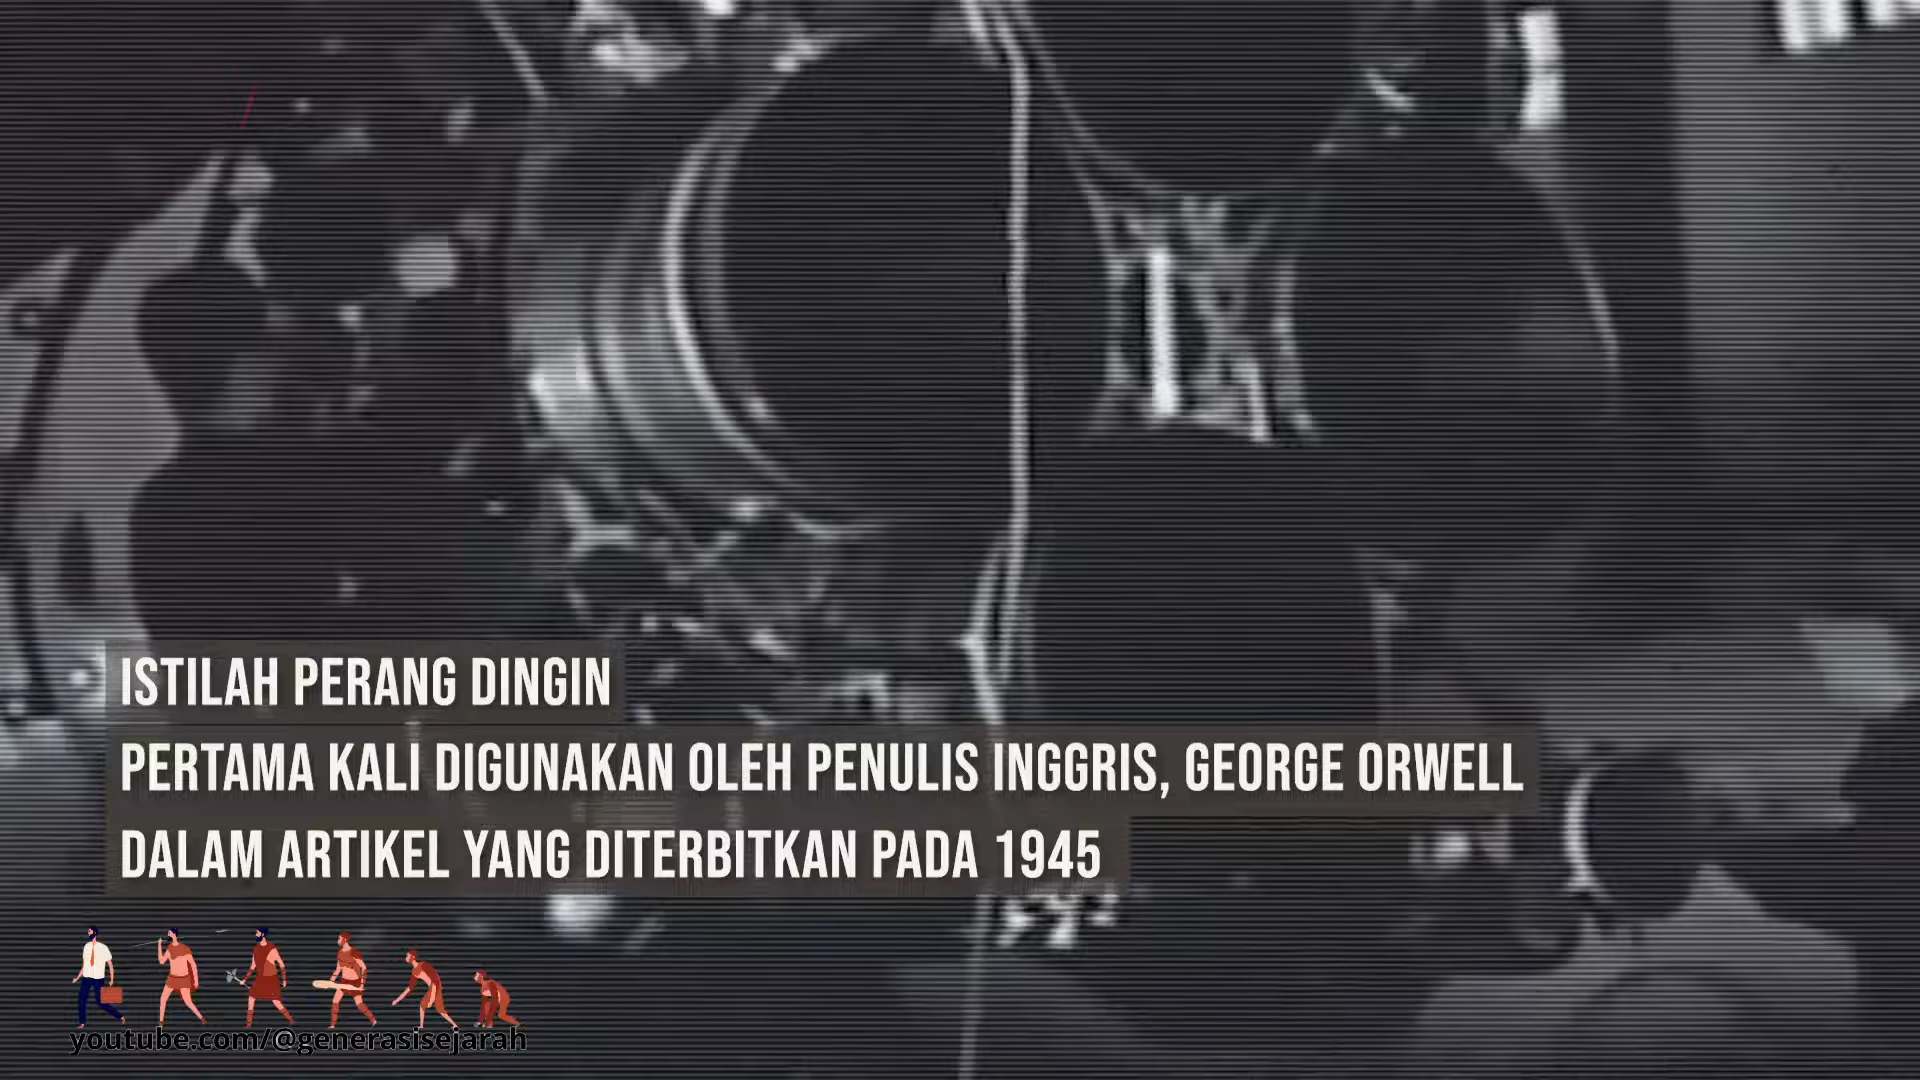 ISTILAH PERANG DINGIN
PERTAMA KALI DIGUNAKAN OLEH PENULIS INGGRIS, GEORGE ORWELL
DALAM ARTIKEL YANG DITERBITKAN PADA 1945
youtube.com/@generasisejarah